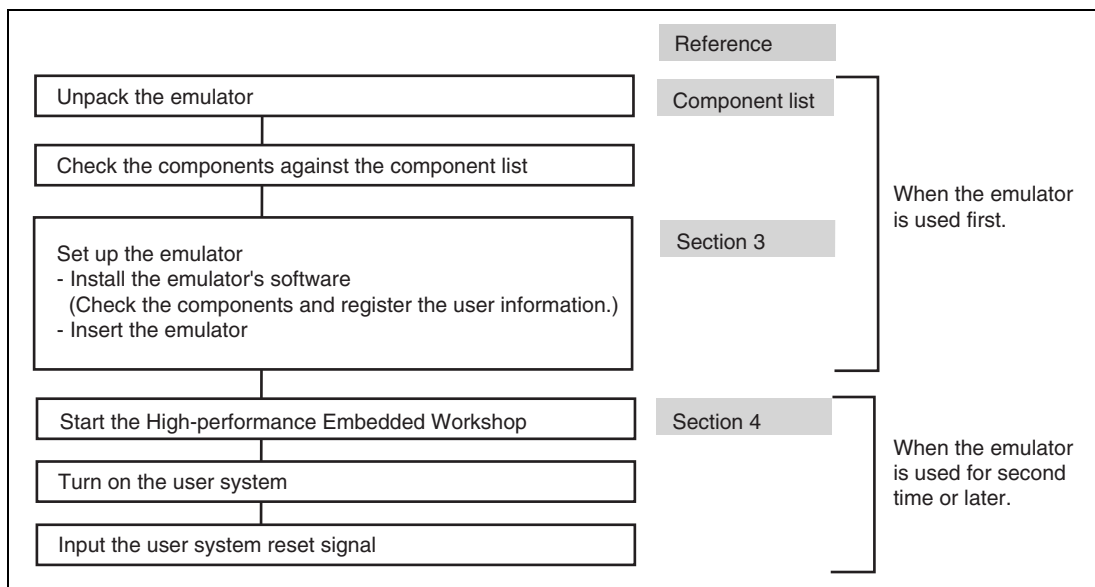 Reference
Unpack the emulator
Component list
Check the components against the component list
When the emulator
is used first.
Set up the emulator
- Install the emulator's software
(Check the components and register the user information.)
- Insert the emulator
Section 3
Start the High-performance Embedded Workshop
Section 4
Turn on the user system
When the emulator
is used for second
time or later.
Input the user system reset signal